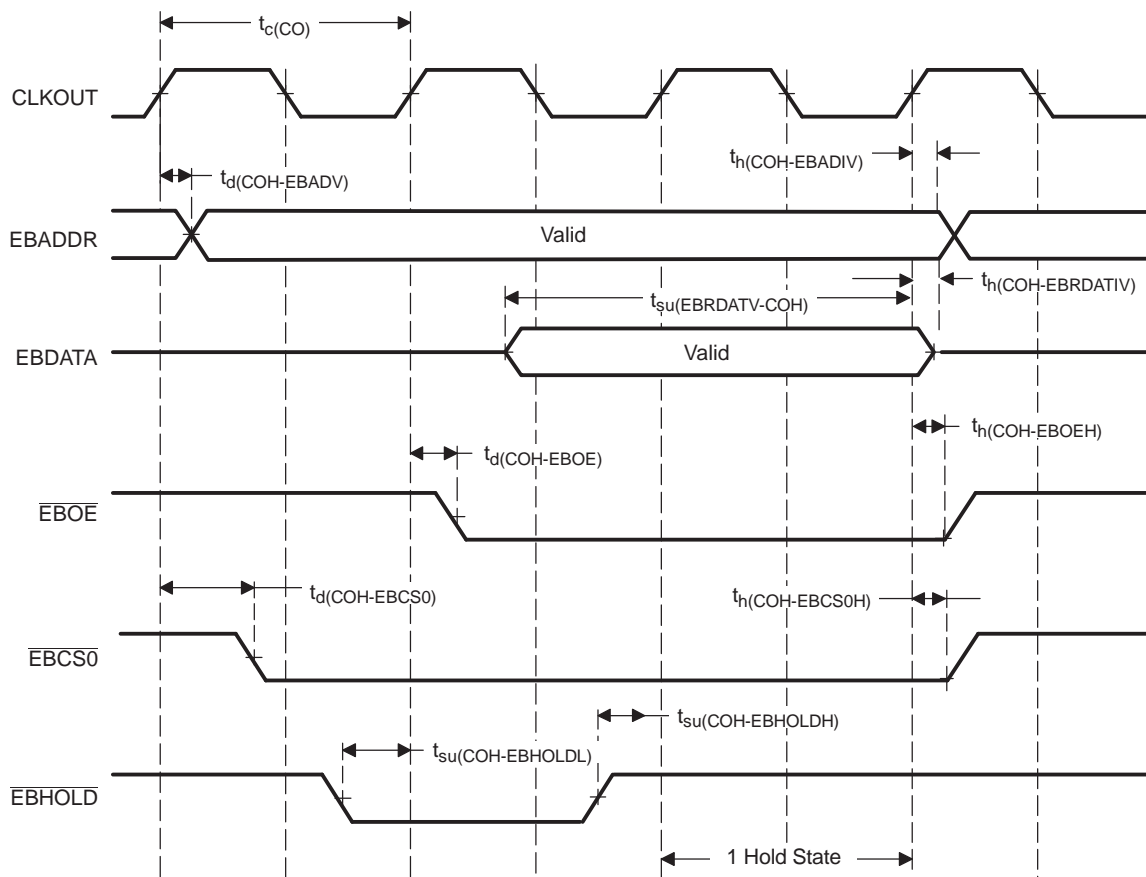 tc(CO)
CLKOUT
th(COH-EBADIV)
td(COH-EBADV)
EBADDR
Valid
th(COH-EBRDATIV)
tsu(EBRDATV-COH)
EBDATA
Valid
th(COH-EBOEH)
td(COH-EBOE)
EBOE
td(COH-EBCS0)
th(COH-EBCS0H)
EBCS0
tsu(COH-EBHOLDH)
tsu(COH-EBHOLDL)
EBHOLD
1 Hold State